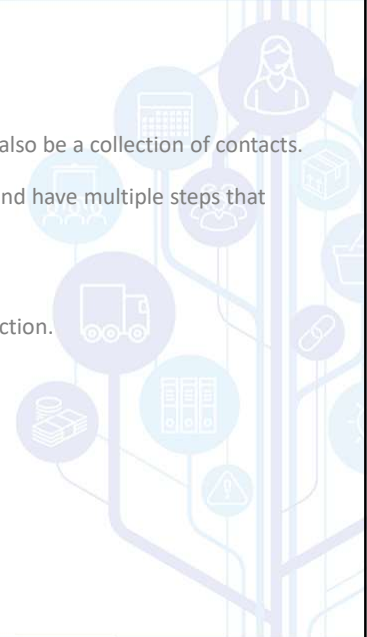 also be a collection of contacts.
nd have multiple steps that
ction.